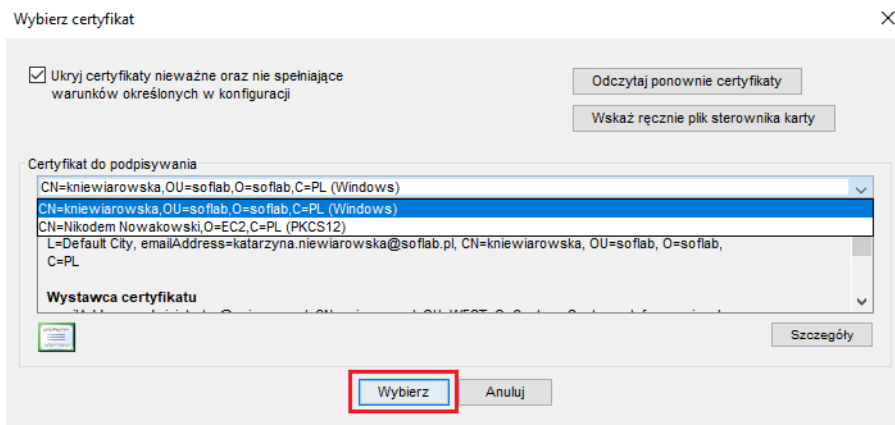 Wybierz certyfikat
Ukryj certyfikaty nieważne oraz nie spełniające
warunków określonych w konfiguracji
Odczytaj ponownie certyfikaty
Wskaż ręcznie plik sterownika karty
Certyfikat do podpisywania
CN=kniewiarowska,OU=soflab,O=soflab,C=PL (Windows)
CN=kniewiarowska,OU=soflab,O=soflab,C=PL (Windows)
CN=Nikodem Nowakowski,O=EC2,C=PL (PKCS12)
L=Default City, emailAddress=katarzyna.niewiarowska@soflab.pl, CN=kniewiarowska, OU=soflab, O=soflab,
C=PL
Wystawca certyfikatu
Szczegóły
Wybierz
Anuluj